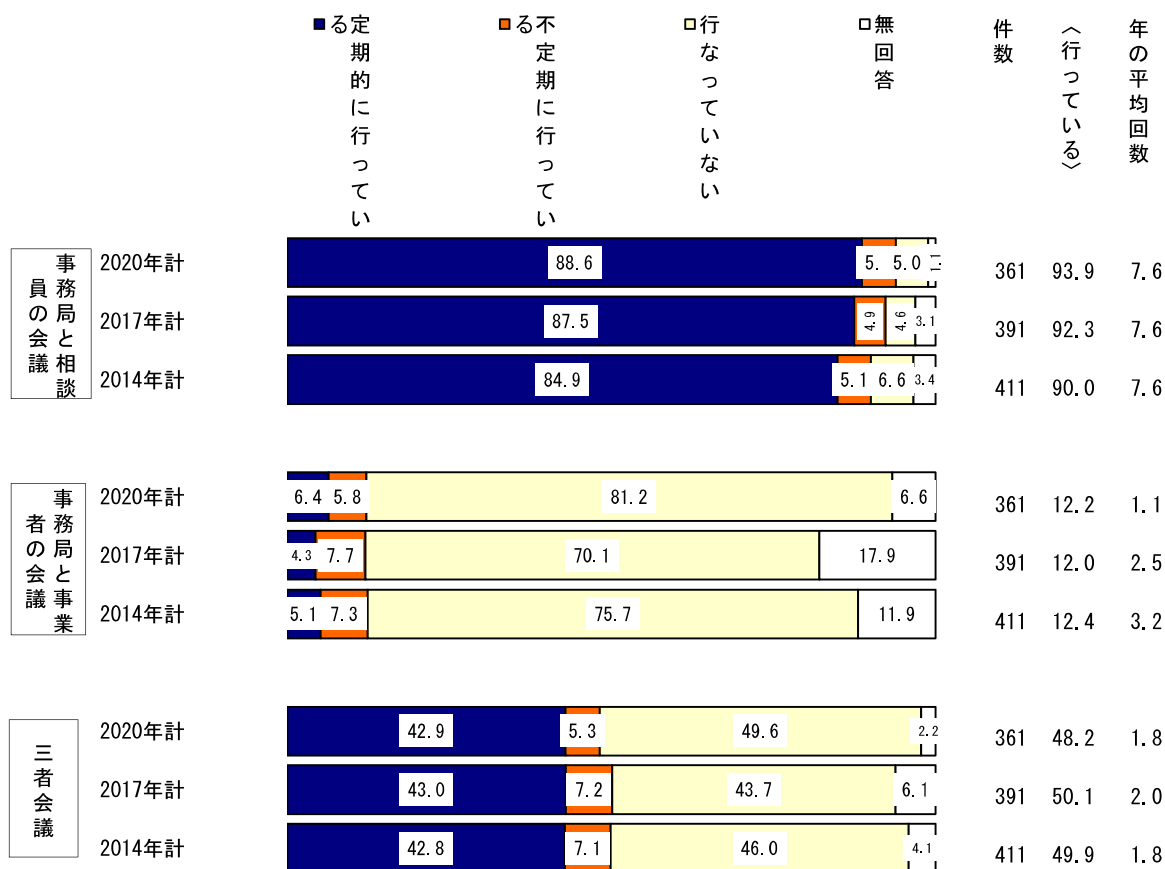 ■定期的に行ってい
る
■不定期に行ってい
る
□行なっていない
□無回答
件数
〈行っている〉
年の平均回数
事務局と相談
員の会議
2020年計 88.6 5. 5.0 361 93.9 7.6
2017年計 87.5 4.9 4.6 3.1 391 92.3 7.6
2014年計 84.9 5.1 6.6 3.4 411 90.0 7.6
事務局と事業
者の会議
2020年計 6.4 5.8 81.2 6.6 361 12.2 1.1
2017年計 4.3 7.7 70.1 17.9 391 12.0 2.5
2014年計 5.1 7.3 75.7 11.9 411 12.4 3.2
三者会議
2020年計 42.9 5.3 49.6 2.2 361 48.2 1.8
2017年計 43.0 7.2 43.7 6.1 391 50.1 2.0
2014年計 42.8 7.1 46.0 4.1 411 49.9 1.8